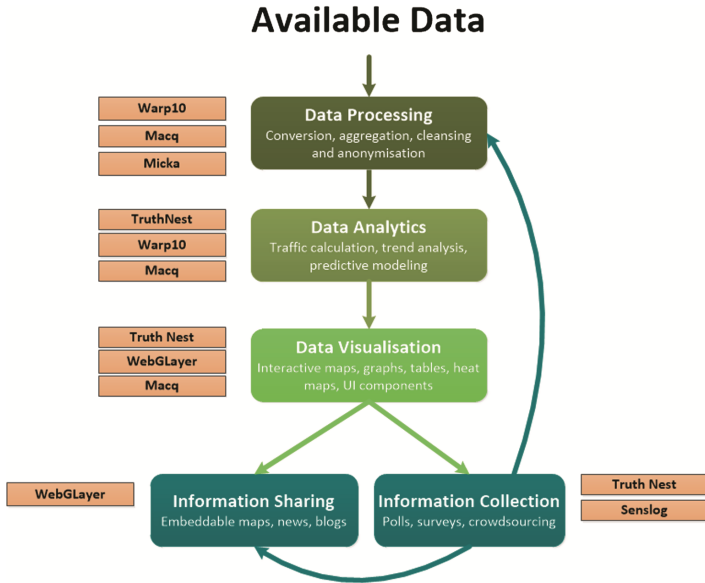 Available Data
Warp10
Macq
Micka
Data Processing
Conversion, aggregation, cleansing
and anonymisation
TruthNest
Warp10
Macq
Data Analytics
Traffic calculation, trend analysis,
predictive modeling
Truth Nest
WebGLayer
Macq
Data Visualisation
Interactive maps, graphs, tables, heat
maps, UI components
WebGLayer
Information Sharing
Embeddable maps, news, blogs
Information Collection
Polls, surveys, crowdsourcing
Truth Nest
Senslog